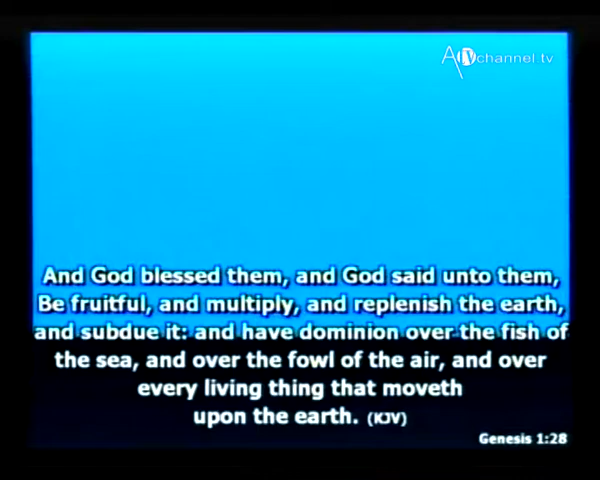 ATVchannel.tv
And God blessed them, and God said unto them,
Be fruitful, and multiply, and replenish the earth,
and subdue it: and have dominion over the fish of
the sea, and over the fowl of the air, and over
every living thing that moveth
upon the earth. (KJV)
Genesis 1:28